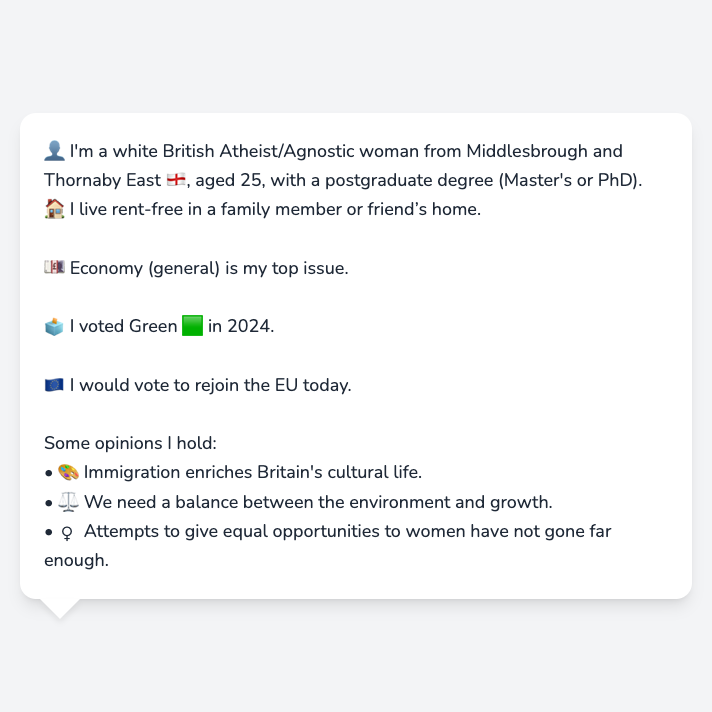 👤 I'm a white British Atheist/Agnostic woman from Middlesbrough and
Thornaby East 🏴󠁧󠁢󠁥󠁮󠁧󠁿, aged 25, with a postgraduate degree (Master's or PhD).
🏠 I live rent-free in a family member or friend’s home.
💷 Economy (general) is my top issue.
🗳️ I voted Green 🟩 in 2024.
🇪🇺 I would vote to rejoin the EU today.
Some opinions I hold:
• 🎨 Immigration enriches Britain's cultural life.
• ⚖️ We need a balance between the environment and growth.
• ♀ Attempts to give equal opportunities to women have not gone far
enough.